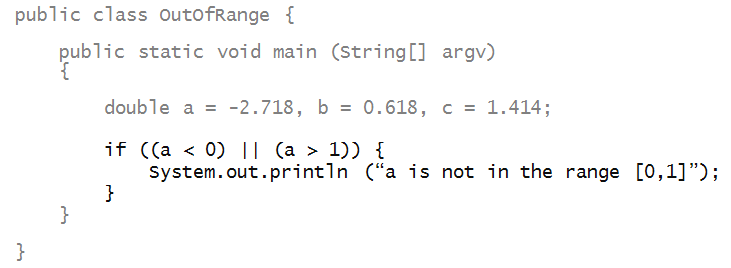 public class OutOfRange {
public static void main (String[] argv)
{
double a = -2.718, b = 0.618, c = 1.414;
if ((a < 0) || (a > 1)) {
System.out.println (“a is not in the range [0,1]”);
}
}
}